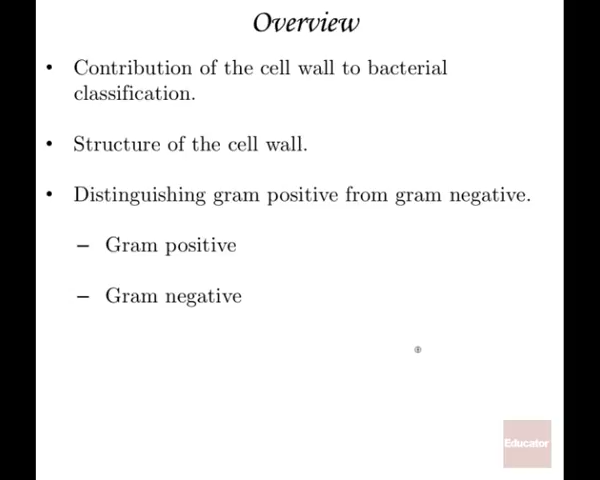 Overview
• Contribution of the cell wall to bacterial
classification.
• Structure of the cell wall.
• Distinguishing gram positive from gram negative.
– Gram positive
– Gram negative
Educator